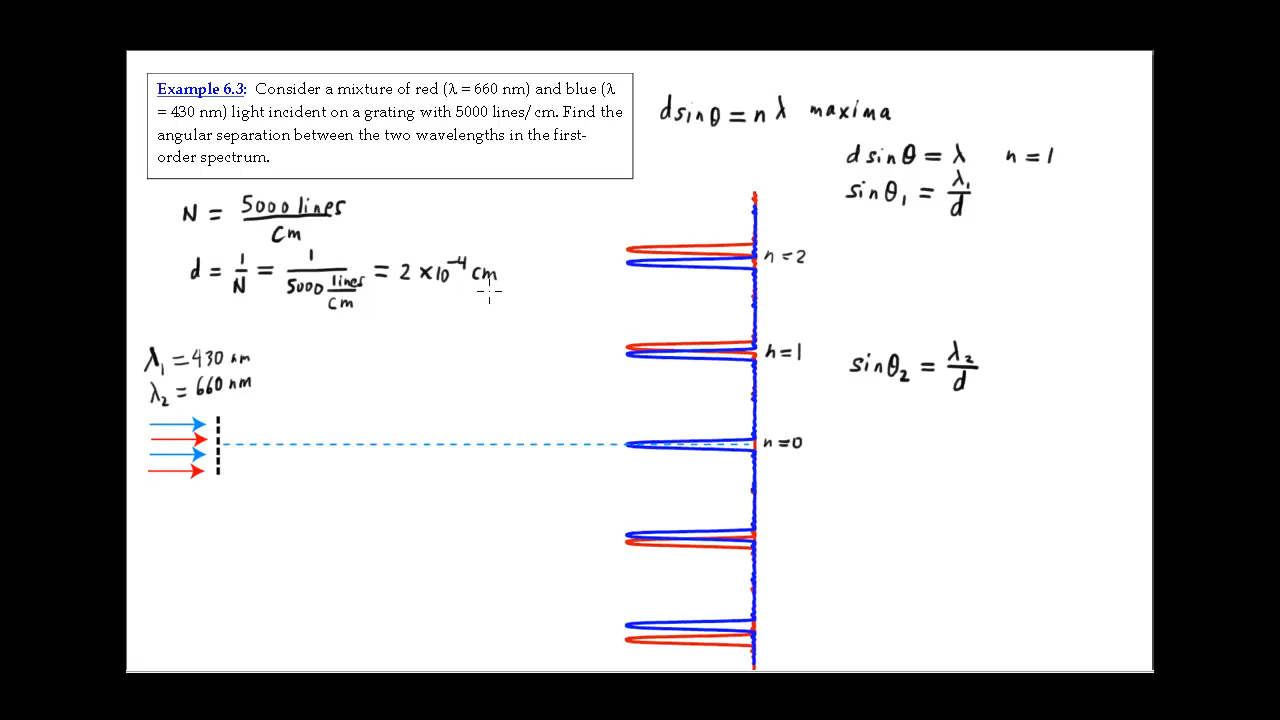 Example 6.3: Consider a mixture of red (λ = 660 nm) and blue (λ
= 430 nm) light incident on a grating with 5000 lines/cm. Find the
angular separation between the two wavelengths in the first-
order spectrum.
N = 5000 lines / cm
d = 1/N = 1 / (5000 lines/cm) = 2 × 10⁻⁴ cm
λ₁ = 430 nm
λ₂ = 660 nm
d sin θ = n λ maxima
d sin θ = λ n = 1
sin θ₁ = λ₁/d
n = 2
n = 1
sin θ₂ = λ₂/d
n = 0